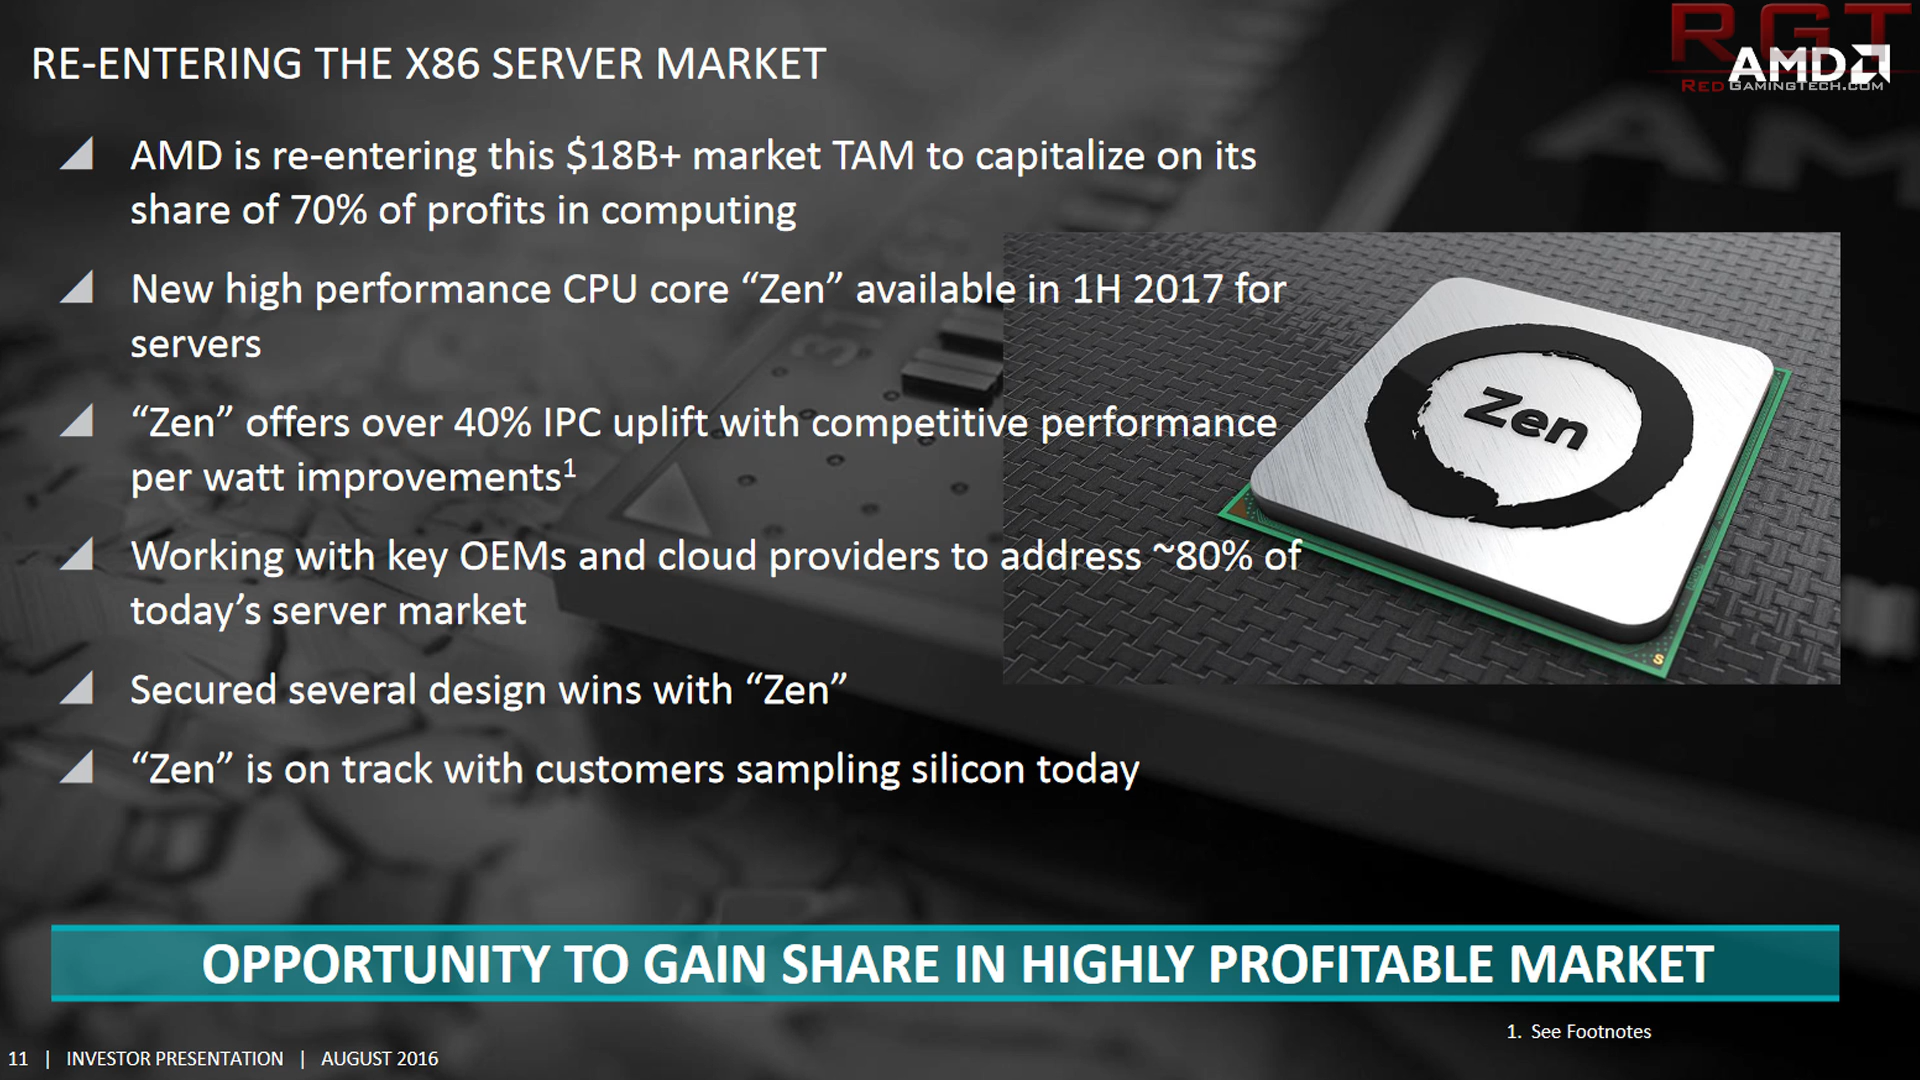 RE-ENTERING THE X86 SERVER MARKET
RGT
AMD
REDGAMINGTECH.COM
AMD is re-entering this $18B+ market TAM to capitalize on its
share of 70% of profits in computing
New high performance CPU core “Zen” available in 1H 2017 for
servers
“Zen” offers over 40% IPC uplift with competitive performance
per watt improvements¹
Working with key OEMs and cloud providers to address ~80% of
today’s server market
Secured several design wins with “Zen”
“Zen” is on track with customers sampling silicon today
Zen
OPPORTUNITY TO GAIN SHARE IN HIGHLY PROFITABLE MARKET
1. See Footnotes
11 | INVESTOR PRESENTATION | AUGUST 2016